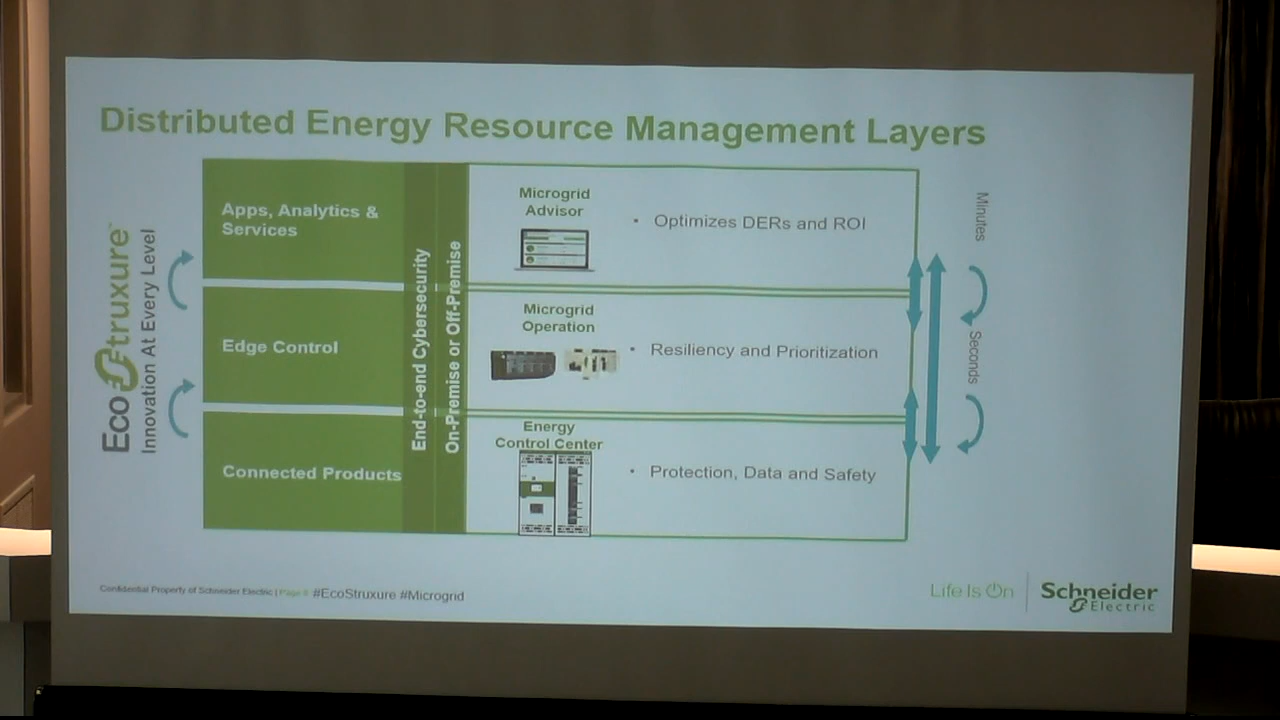 Distributed Energy Resource Management Layers
EcoStruxure™
Innovation At Every Level
Apps, Analytics &
Services
Edge Control
Connected Products
End-to-end Cybersecurity
On-Premise or Off-Premise
Microgrid
Advisor
• Optimizes DERs and ROI
Microgrid
Operation
• Resiliency and Prioritization
Energy
Control Center
• Protection, Data and Safety
Minutes
Seconds
Confidential Property of Schneider Electric | Page #EcoStruxure #Microgrid
Life Is On
Schneider
Electric